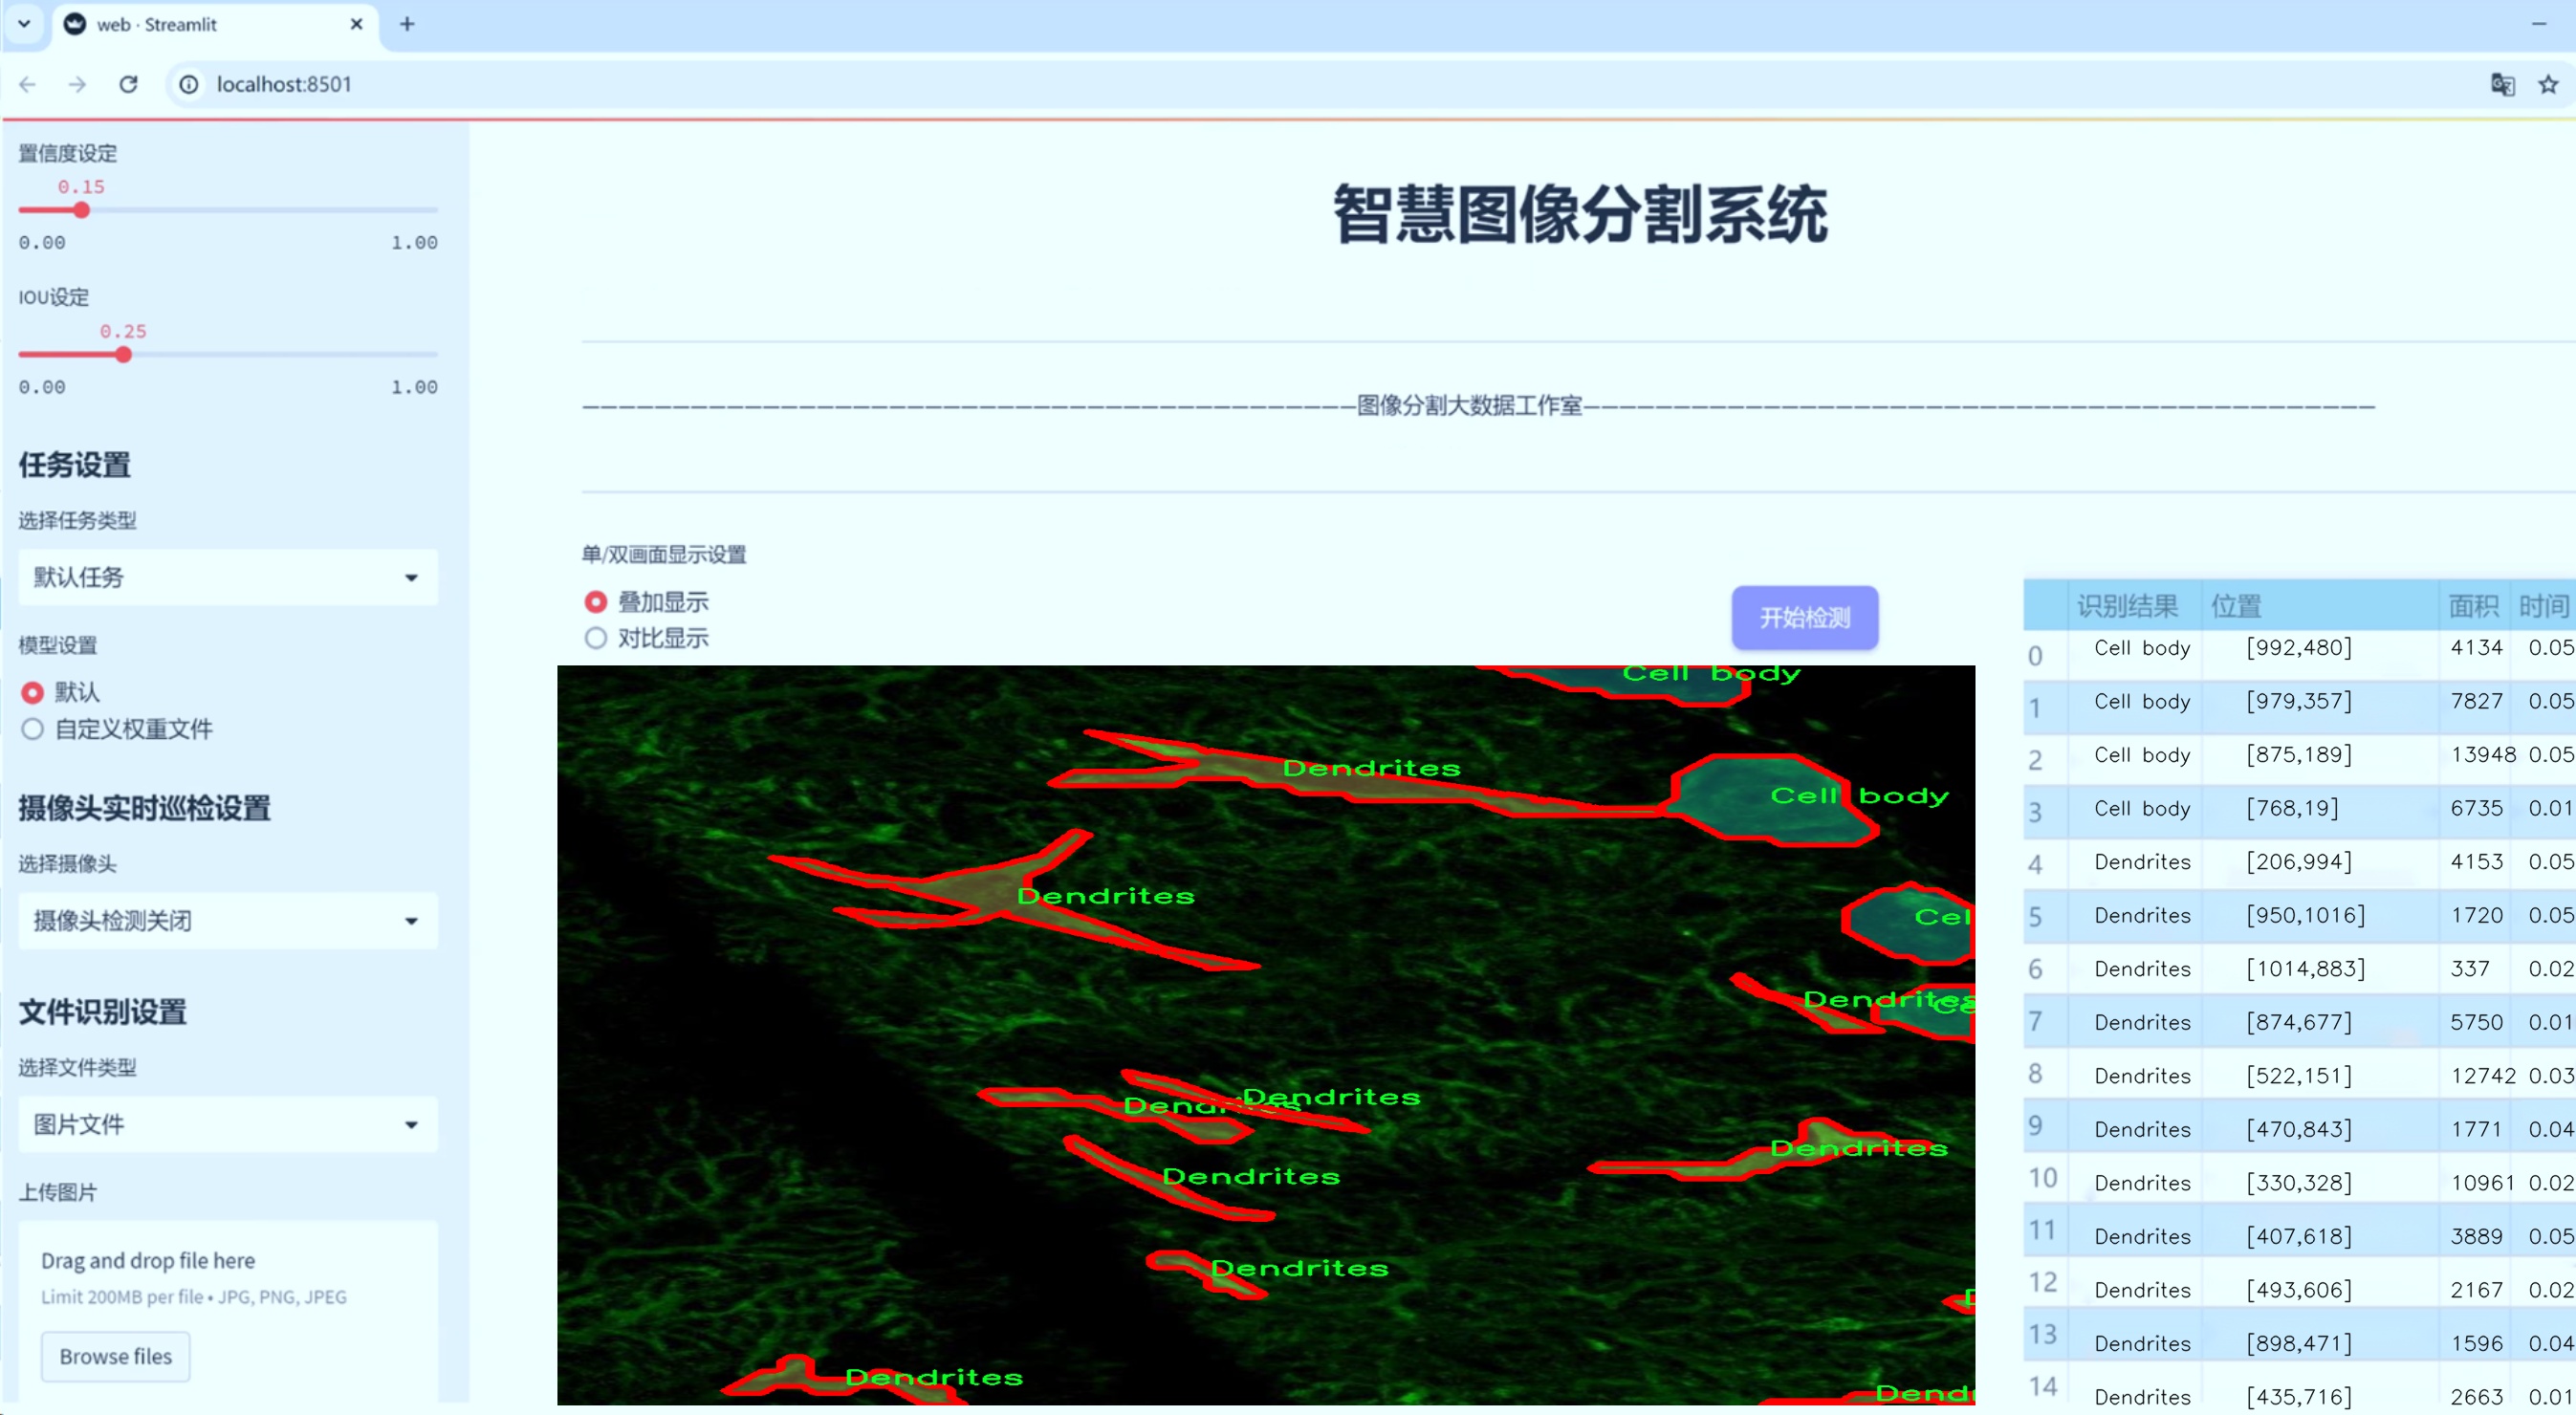 web · Streamlit
localhost:8501
置信度设定
0.15
0.00 1.00
IOU设定
0.25
0.00 1.00
任务设置
选择任务类型
默认任务
模型设置
默认
自定义权重文件
摄像头实时巡检设置
选择摄像头
摄像头检测关闭
文件识别设置
选择文件类型
图片文件
上传图片
Drag and drop file here
Limit 200MB per file • JPG, PNG, JPEG
Browse files
智慧图像分割系统
———————————————————————————————————————————图像分割大数据工作室————————————————————————————————————————————
单/双画面显示设置
叠加显示
对比显示
开始检测
Cell body
Dendrites
Cell body
Dendrites
Cel
Dendrites
Ce
Dendrites
Dendrites
Dendrites
Dendrites
Dendrites
Dendrites
Dend
识别结果 位置 面积 时间
0 Cell body [992,480] 4134 0.05
1 Cell body [979,357] 7827 0.05
2 Cell body [875,189] 13948 0.05
3 Cell body [768,19] 6735 0.01
4 Dendrites [206,994] 4153 0.05
5 Dendrites [950,1016] 1720 0.05
6 Dendrites [1014,883] 337 0.02
7 Dendrites [874,677] 5750 0.01
8 Dendrites [522,151] 12742 0.03
9 Dendrites [470,843] 1771 0.04
10 Dendrites [330,328] 10961 0.02
11 Dendrites [407,618] 3889 0.05
12 Dendrites [493,606] 2167 0.02
13 Dendrites [898,471] 1596 0.04
14 Dendrites [435,716] 2663 0.01